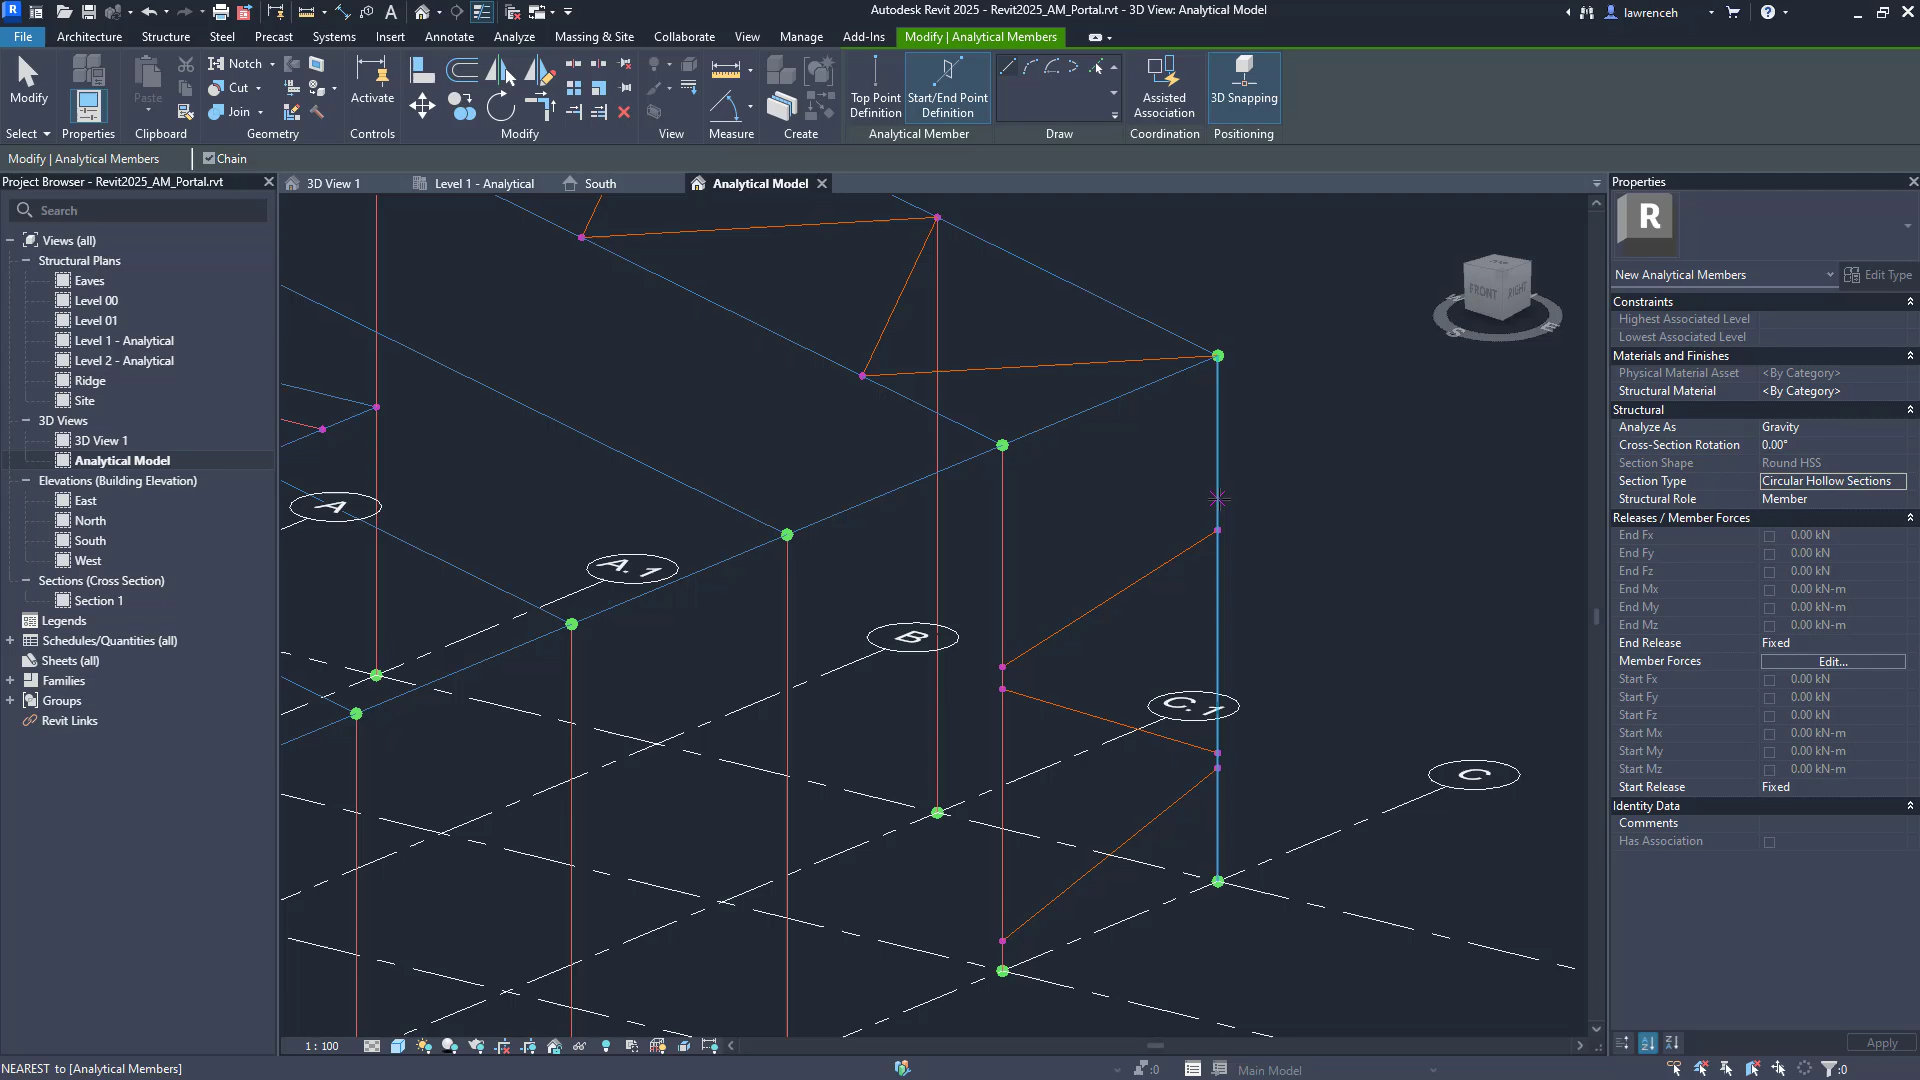 Autodesk Revit 2025 - Revit2025_AM_Portal.rvt - 3D View: Analytical Model
lawrenceh
File Architecture Structure Steel Precast Systems Insert Annotate Analyze Massing & Site Collaborate View Manage Add-Ins Modify | Analytical Members
Modify
Paste
Notch
Cut
Join
Activate
Top Point Definition
Start/End Point Definition
Assisted Association
3D Snapping
Select Properties Clipboard Geometry Controls Modify View Measure Create Analytical Member Draw Coordination Positioning
Modify | Analytical Members Chain
Project Browser - Revit2025_AM_Portal.rvt
3D View 1
Level 1 - Analytical
South
Analytical Model
Search
Views (all)
Structural Plans
Eaves
Level 00
Level 01
Level 1 - Analytical
Level 2 - Analytical
Ridge
Site
3D Views
3D View 1
Analytical Model
Elevations (Building Elevation)
East
North
South
West
Sections (Cross Section)
Section 1
Legends
Schedules/Quantities (all)
Sheets (all)
Families
Groups
Revit Links
FRONT
RIGHT
S
E
A
A.1
B
C.1
C
Properties
R
New Analytical Members Edit Type
Constraints
Highest Associated Level
Lowest Associated Level
Materials and Finishes
Physical Material Asset <By Category>
Structural Material <By Category>
Structural
Analyze As Gravity
Cross-Section Rotation 0.00°
Section Shape Round HSS
Section Type Circular Hollow Sections
Structural Role Member
Releases / Member Forces
End Fx 0.00 kN
End Fy 0.00 kN
End Fz 0.00 kN
End Mx 0.00 kN-m
End My 0.00 kN-m
End Mz 0.00 kN-m
End Release Fixed
Member Forces Edit...
Start Fx 0.00 kN
Start Fy 0.00 kN
Start Fz 0.00 kN
Start Mx 0.00 kN-m
Start My 0.00 kN-m
Start Mz 0.00 kN-m
Start Release Fixed
Identity Data
Comments
Has Association
Apply
1 : 100
NEAREST to [Analytical Members]
:0
Main Model
:0